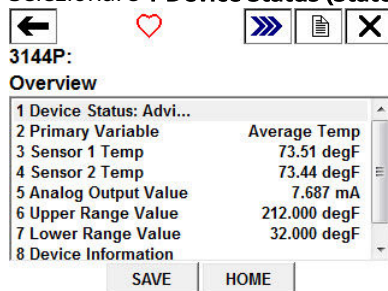 3144P:
Overview
1 Device Status: Advi...
2 Primary Variable Average Temp
3 Sensor 1 Temp 73.51 degF
4 Sensor 2 Temp 73.44 degF
5 Analog Output Value 7.687 mA
6 Upper Range Value 212.000 degF
7 Lower Range Value 32.000 degF
8 Device Information
SAVE HOME